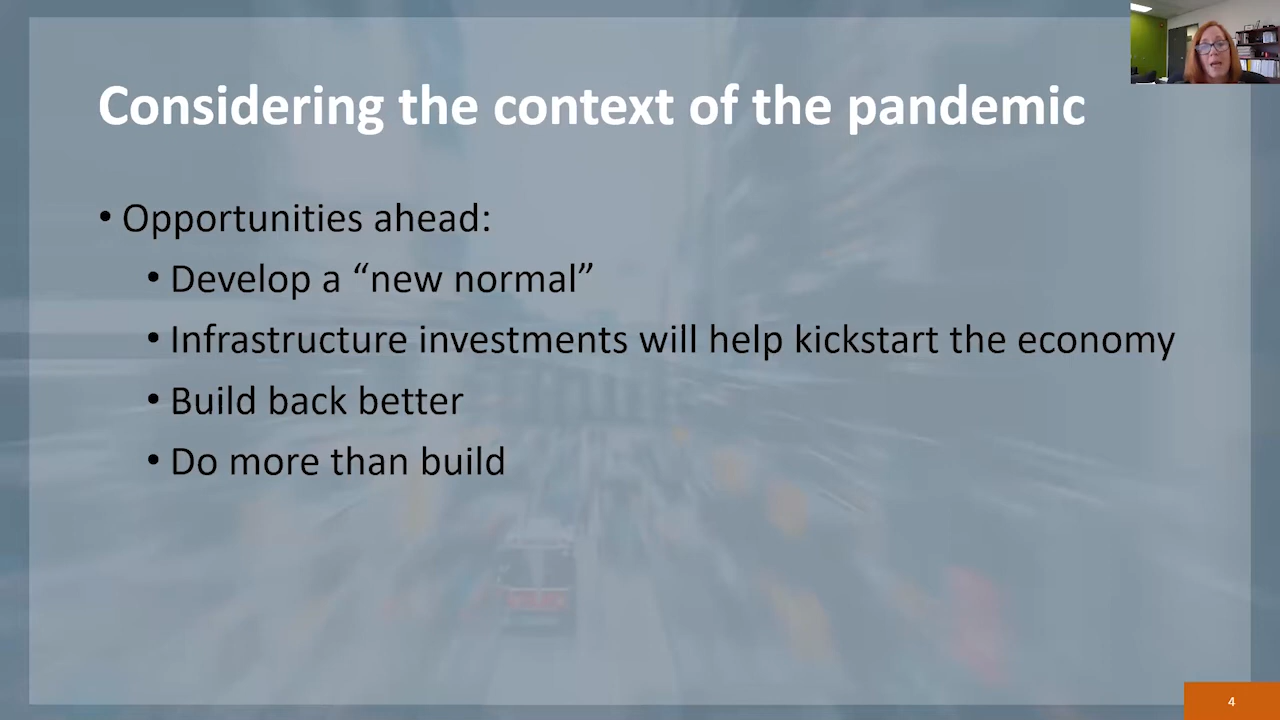 Considering the context of the pandemic
• Opportunities ahead:
• Develop a “new normal”
• Infrastructure investments will help kickstart the economy
• Build back better
• Do more than build
4